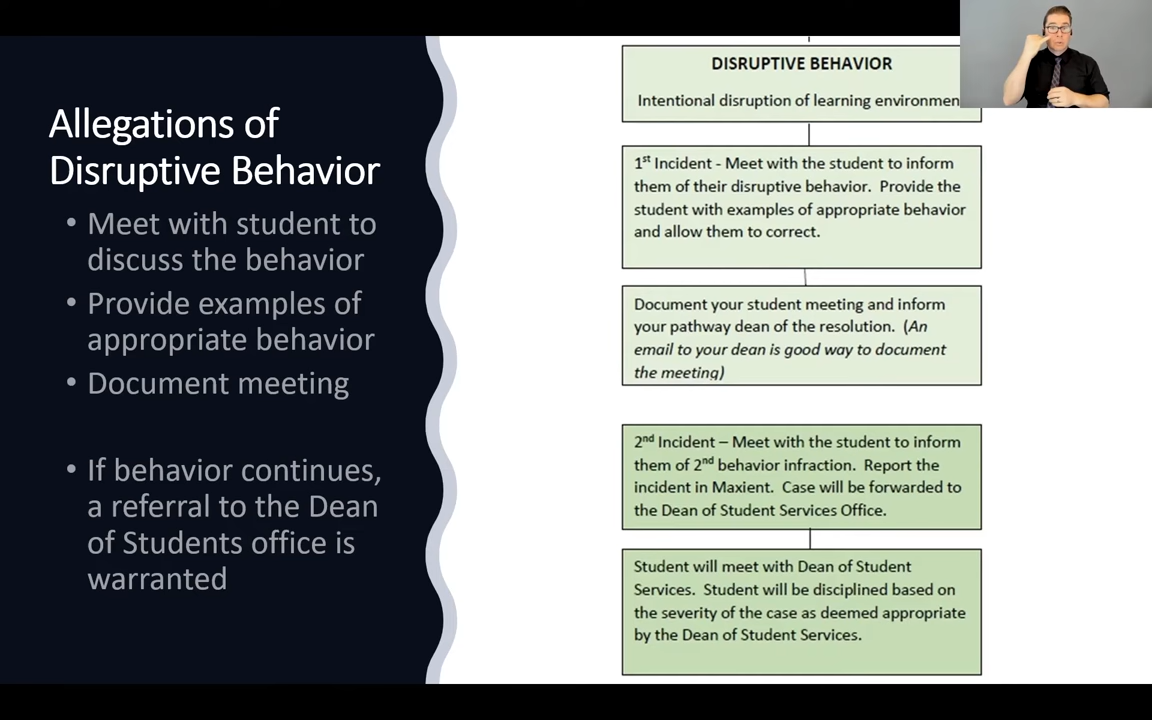 Allegations of
Disruptive Behavior
• Meet with student to
discuss the behavior
• Provide examples of
appropriate behavior
• Document meeting
• If behavior continues,
a referral to the Dean
of Students office is
warranted
DISRUPTIVE BEHAVIOR
Intentional disruption of learning environmen
1st Incident - Meet with the student to inform
them of their disruptive behavior. Provide the
student with examples of appropriate behavior
and allow them to correct.
Document your student meeting and inform
your pathway dean of the resolution. (An
email to your dean is good way to document
the meeting)
2nd Incident – Meet with the student to inform
them of 2nd behavior infraction. Report the
incident in Maxient. Case will be forwarded to
the Dean of Student Services Office.
Student will meet with Dean of Student
Services. Student will be disciplined based on
the severity of the case as deemed appropriate
by the Dean of Student Services.